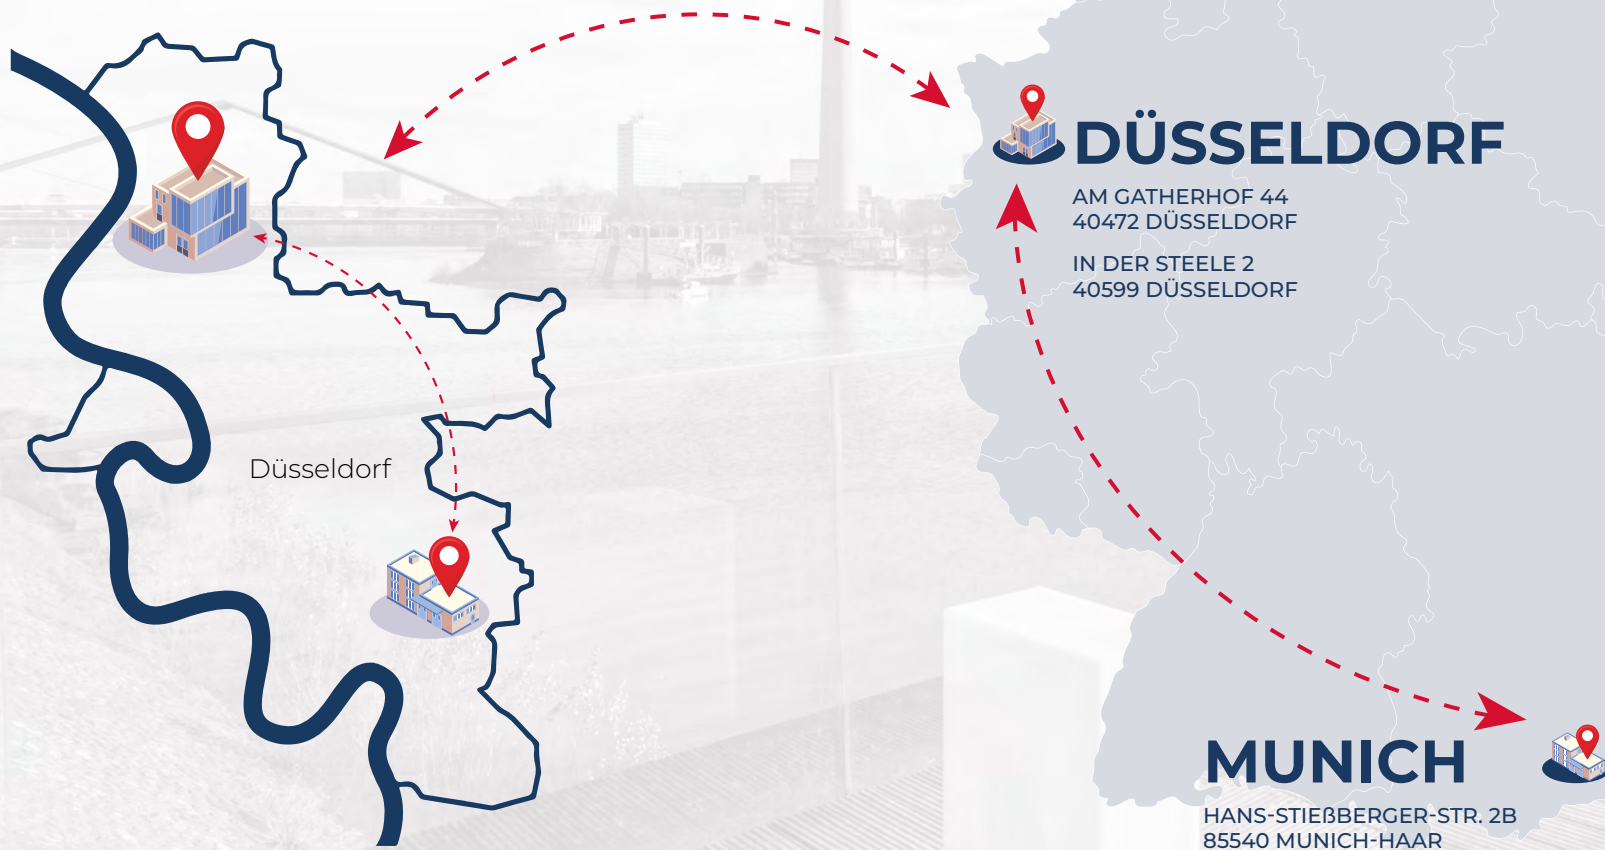 DÜSSELDORF
AM GATHERHOF 44
40472 DÜSSELDORF
IN DER STEELE 2
40599 DÜSSELDORF
Düsseldorf
MUNICH
HANS-STIEßBERGER-STR. 2B
85540 MUNICH-HAAR